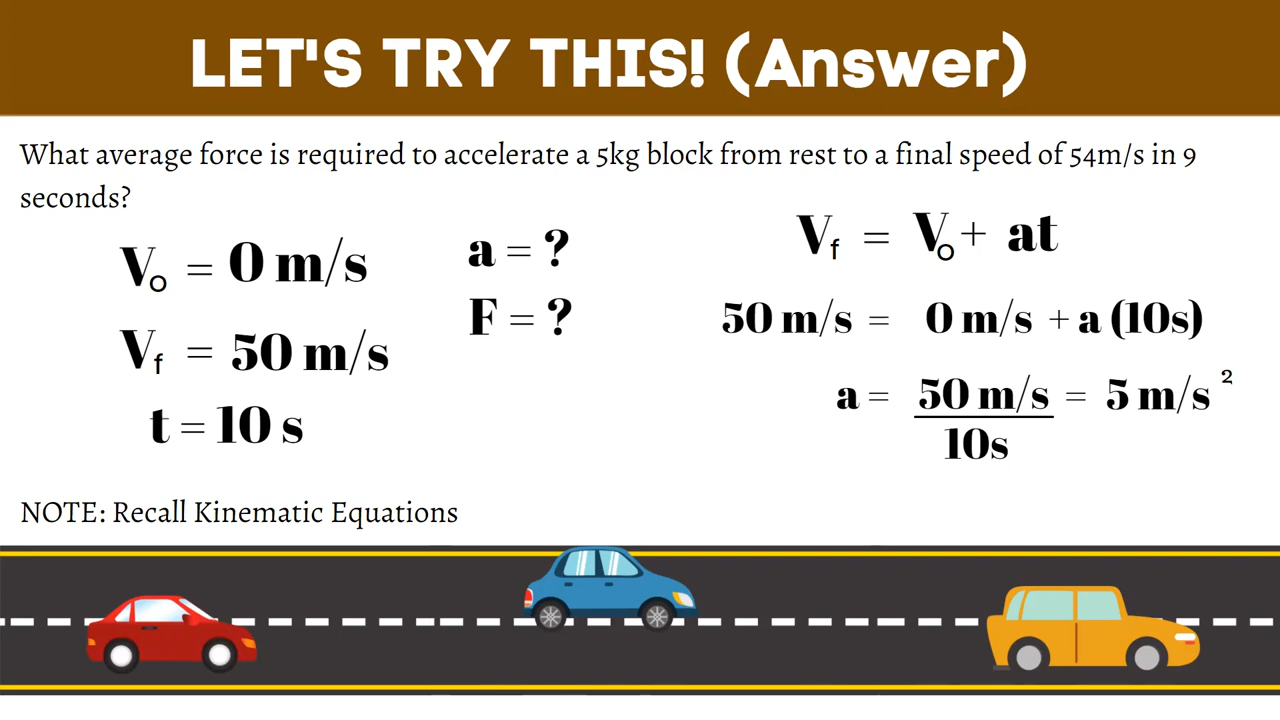 LET'S TRY THIS! (Answer)
What average force is required to accelerate a 5kg block from rest to a final speed of 54m/s in 9
seconds?
Vo = 0 m/s
Vf = 50 m/s
t = 10 s
a = ?
F = ?
Vf = Vo + at
50 m/s = 0 m/s + a (10s)
a = 50 m/s = 5 m/s ²
10s
NOTE: Recall Kinematic Equations